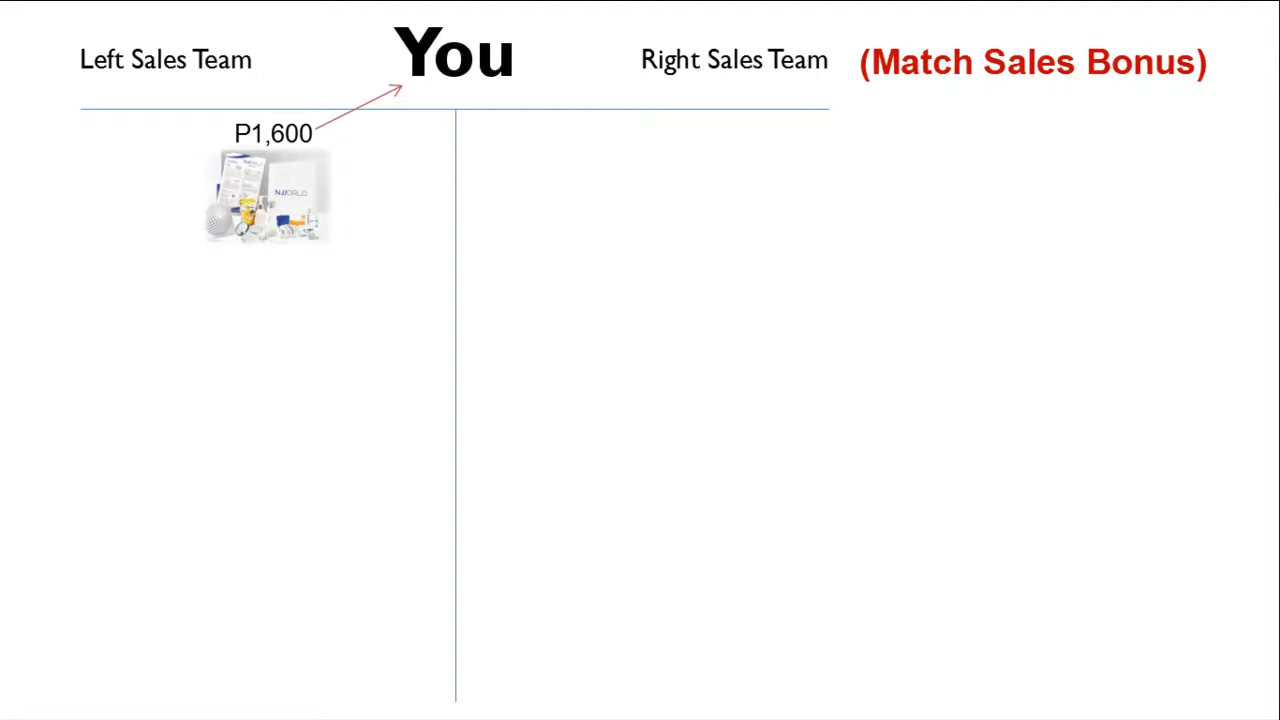 Left Sales Team
You
Right Sales Team
(Match Sales Bonus)
P1,600